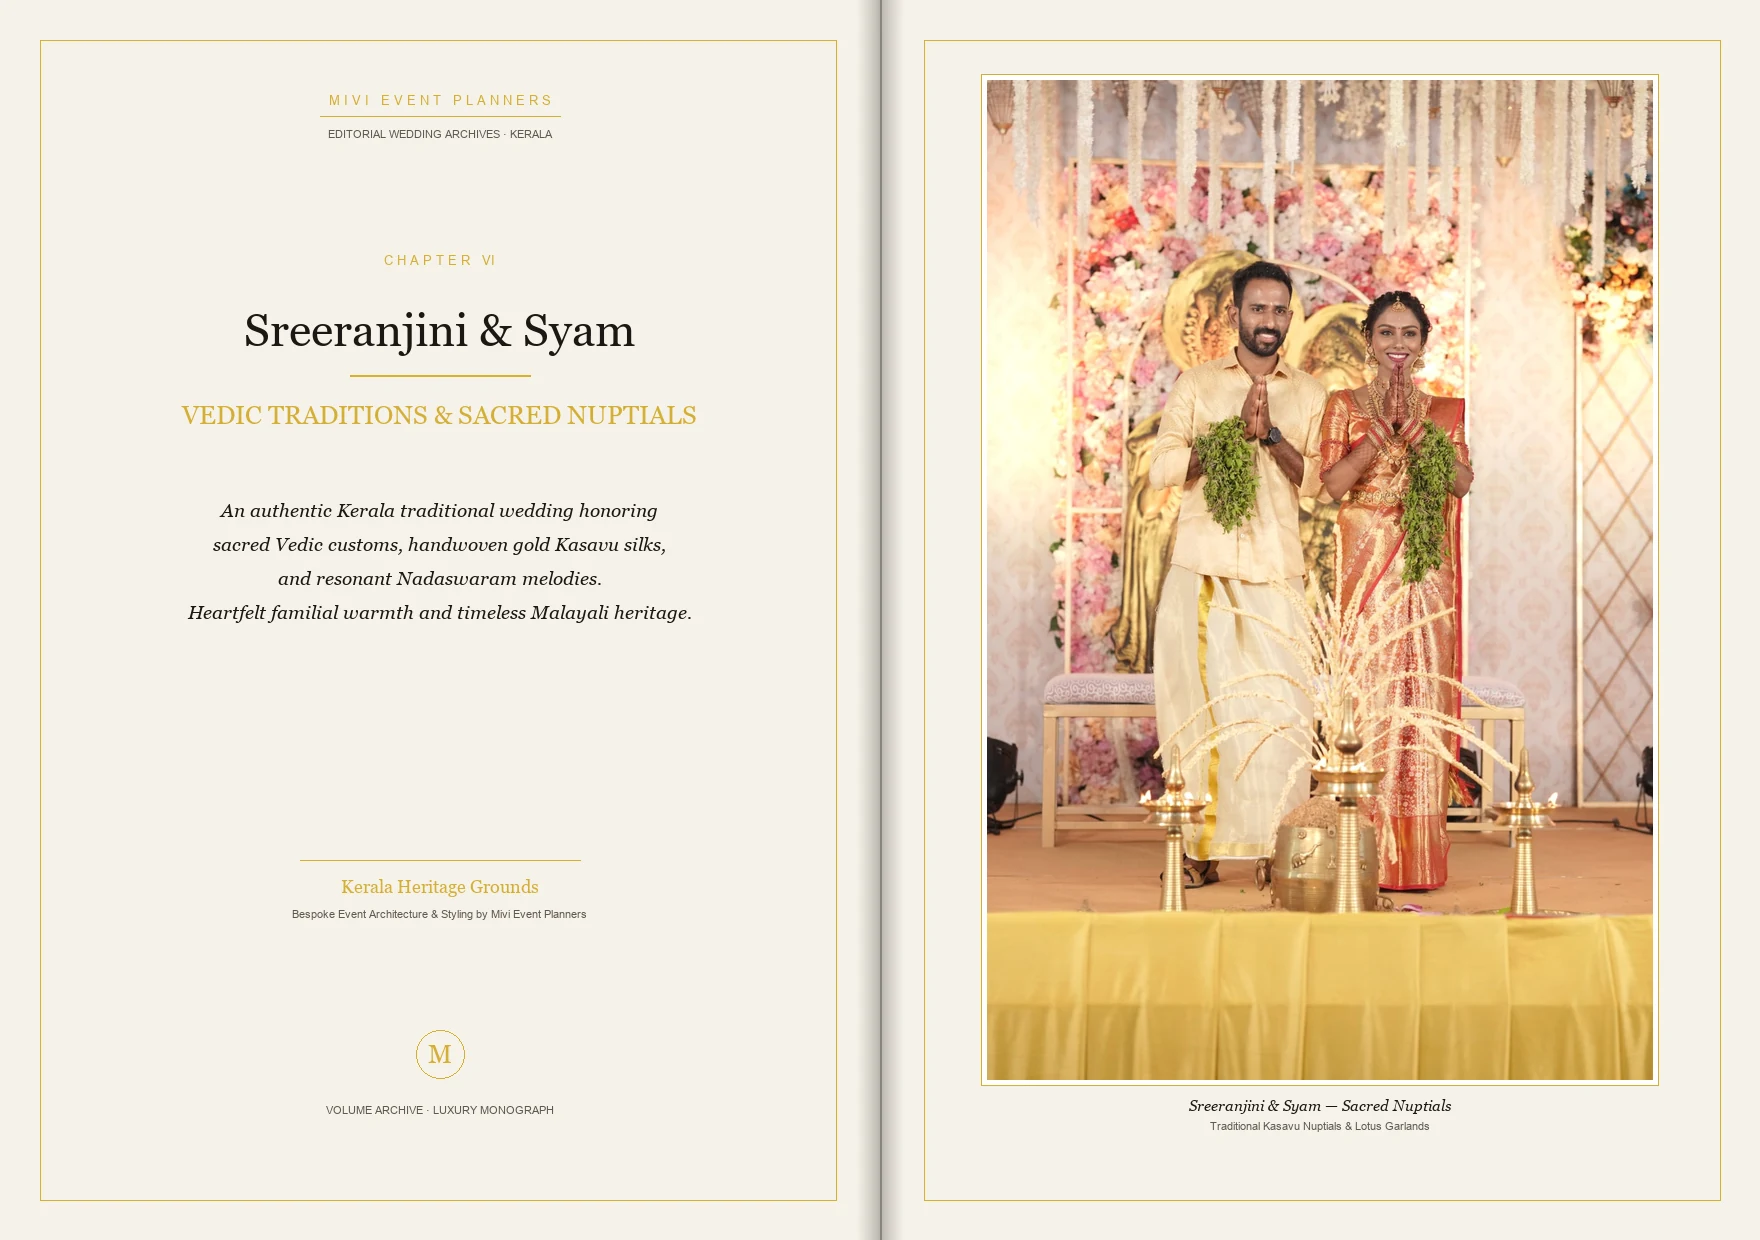 MIVI EVENT PLANNERS
EDITORIAL WEDDING ARCHIVES · KERALA
CHAPTER VI
Sreeranjini & Syam
VEDIC TRADITIONS & SACRED NUPTIALS
An authentic Kerala traditional wedding honoring
sacred Vedic customs, handwoven gold Kasavu silks,
and resonant Nadaswaram melodies.
Heartfelt familial warmth and timeless Malayali heritage.
Kerala Heritage Grounds
Bespoke Event Architecture & Styling by Mivi Event Planners
M
VOLUME ARCHIVE · LUXURY MONOGRAPH
Sreeranjini & Syam — Sacred Nuptials
Traditional Kasavu Nuptials & Lotus Garlands